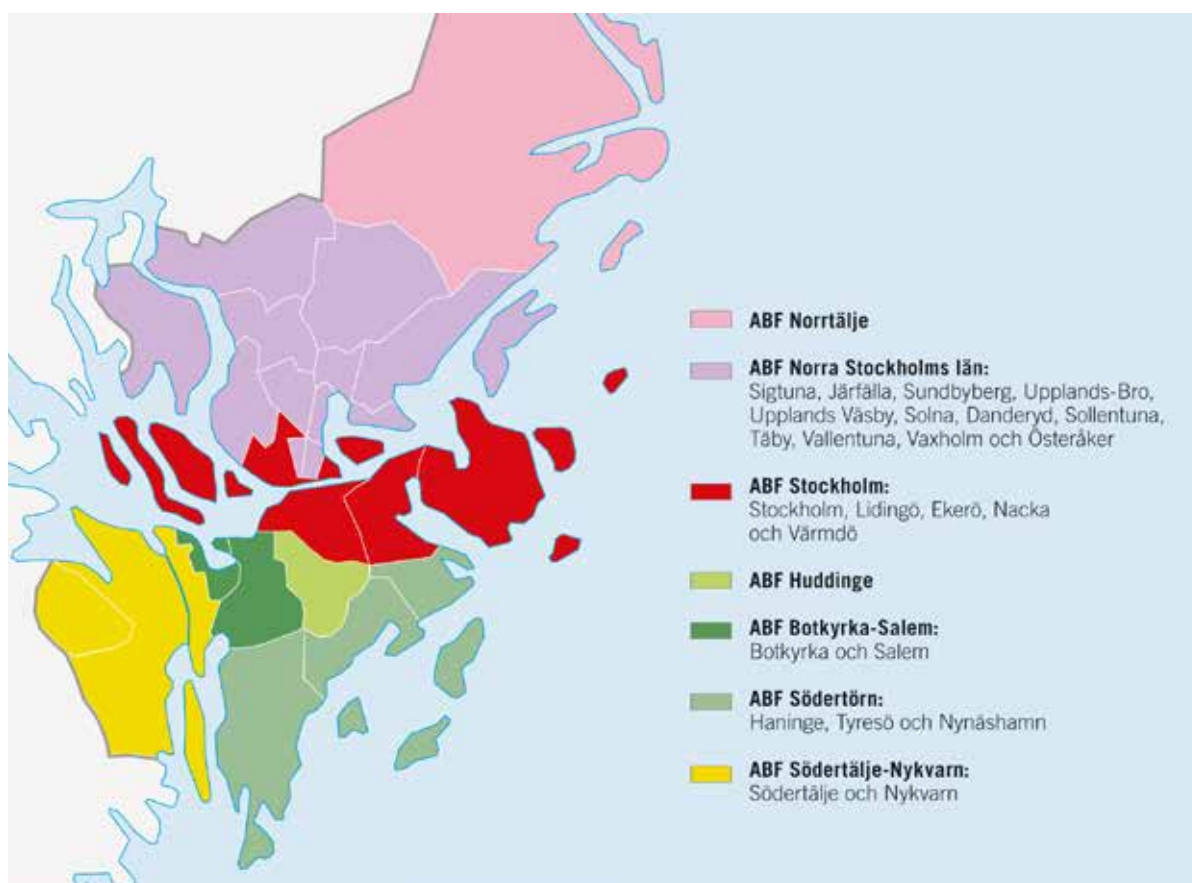 ABF Norrtälje
ABF Norra Stockholms län:
Sigtuna, Järfälla, Sundbyberg, Upplands-Bro,
Upplands Väsby, Solna, Danderyd, Sollentuna,
Täby, Vallentuna, Vaxholm och Österåker
ABF Stockholm:
Stockholm, Lidingö, Ekerö, Nacka
och Värmdö
ABF Huddinge
ABF Botkyrka-Salem:
Botkyrka och Salem
ABF Södertörn:
Haninge, Tyresö och Nynäshamn
ABF Södertälje-Nykvarn:
Södertälje och Nykvarn